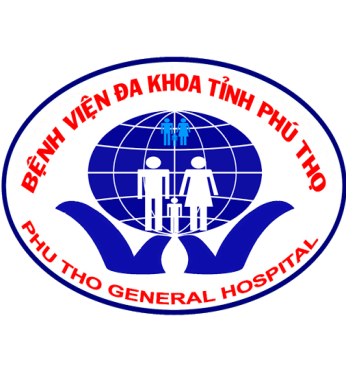 BỆNH VIỆN ĐA KHOA TỈNH PHÚ THỌ
PHU THO GENERAL HOSPITAL